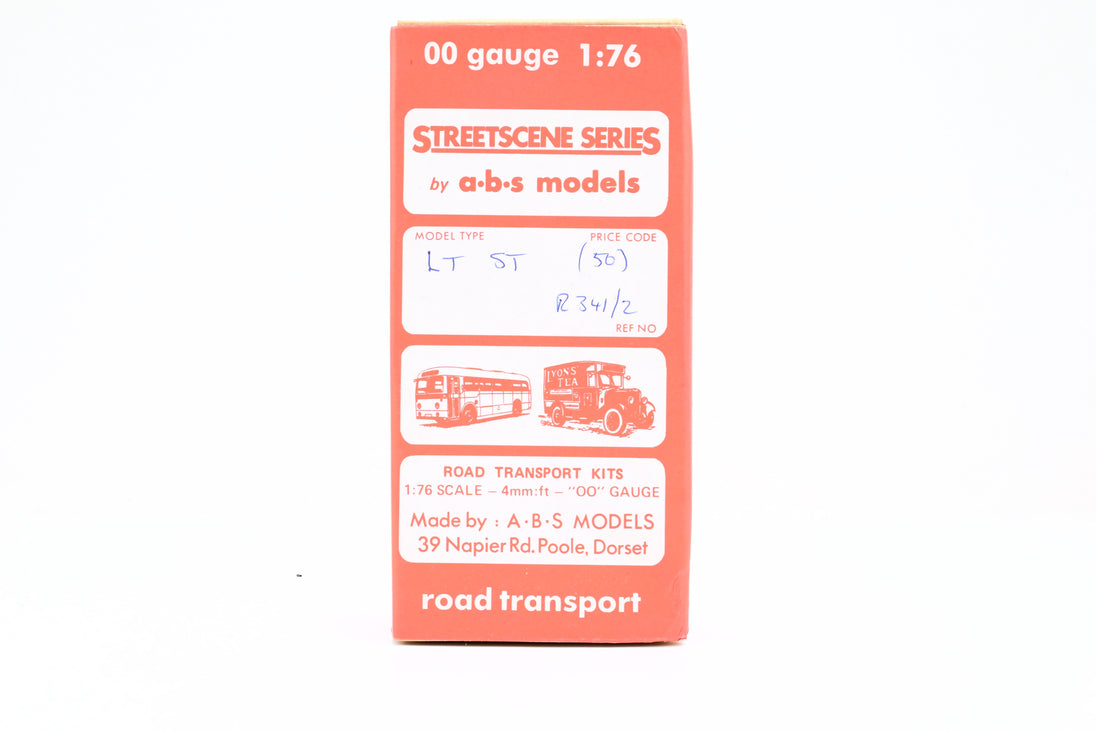 00 gauge 1:76
STREETSCENE SERIES
by a·b·s models
MODEL TYPE PRICE CODE
LT ST (50)
R341/2
REF NO
LYONS
TEA
ROAD TRANSPORT KITS
1:76 SCALE – 4mm:ft – "OO" GAUGE
Made by : A·B·S MODELS
39 Napier Rd. Poole, Dorset
road transport